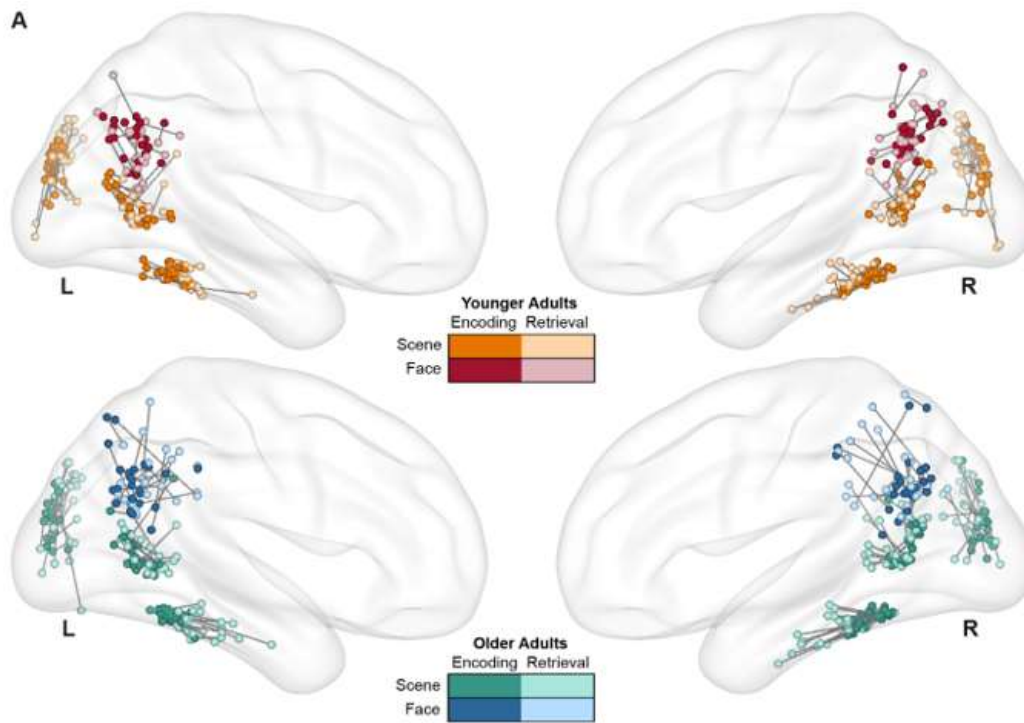 A
L
R
Younger Adults
Encoding Retrieval
Scene
Face
L
R
Older Adults
Encoding Retrieval
Scene
Face